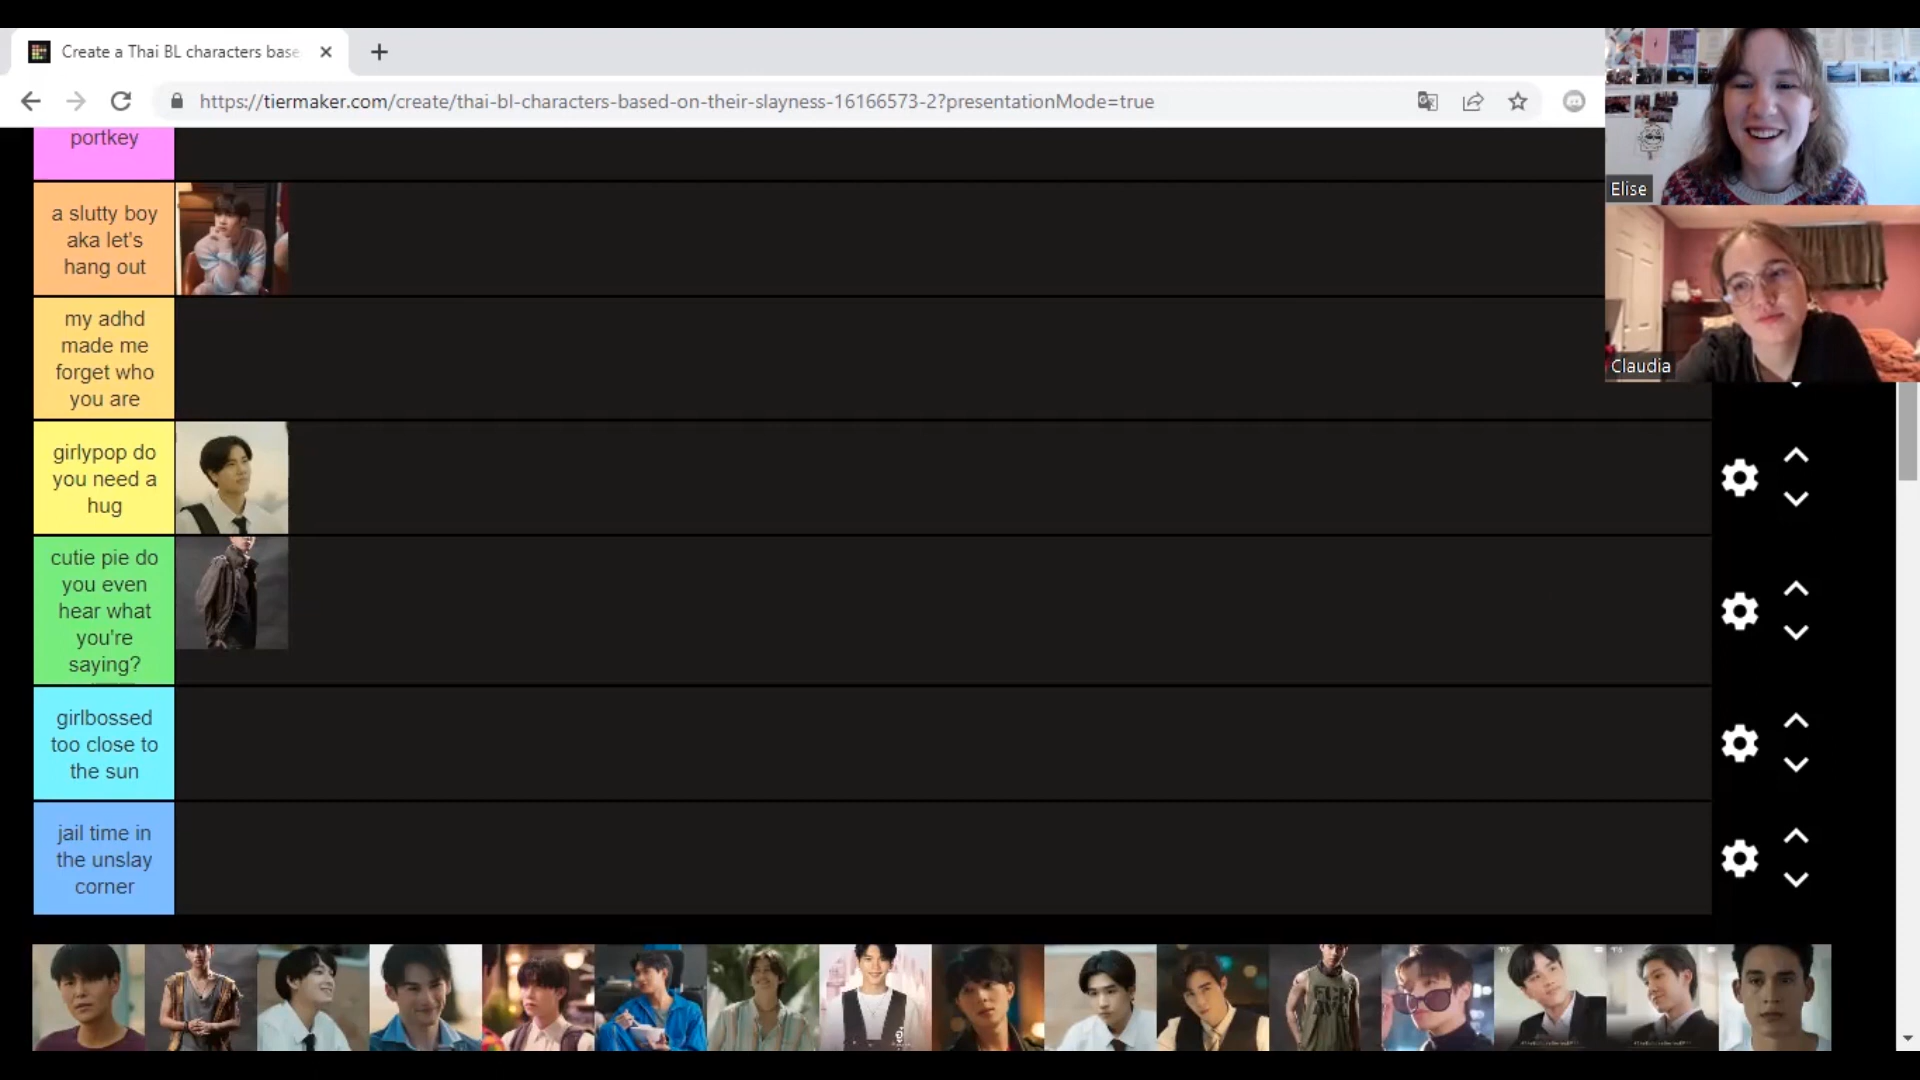 Create a Thai BL characters base
https://tiermaker.com/create/thai-bl-characters-based-on-their-slayness-16166573-2?presentationMode=true
Elise
Claudia
portkey
a slutty boy
aka let's
hang out
my adhd
made me
forget who
you are
girlypop do
you need a
hug
cutie pie do
you even
hear what
you're
saying?
girlbossed
too close to
the sun
jail time in
the unslay
corner